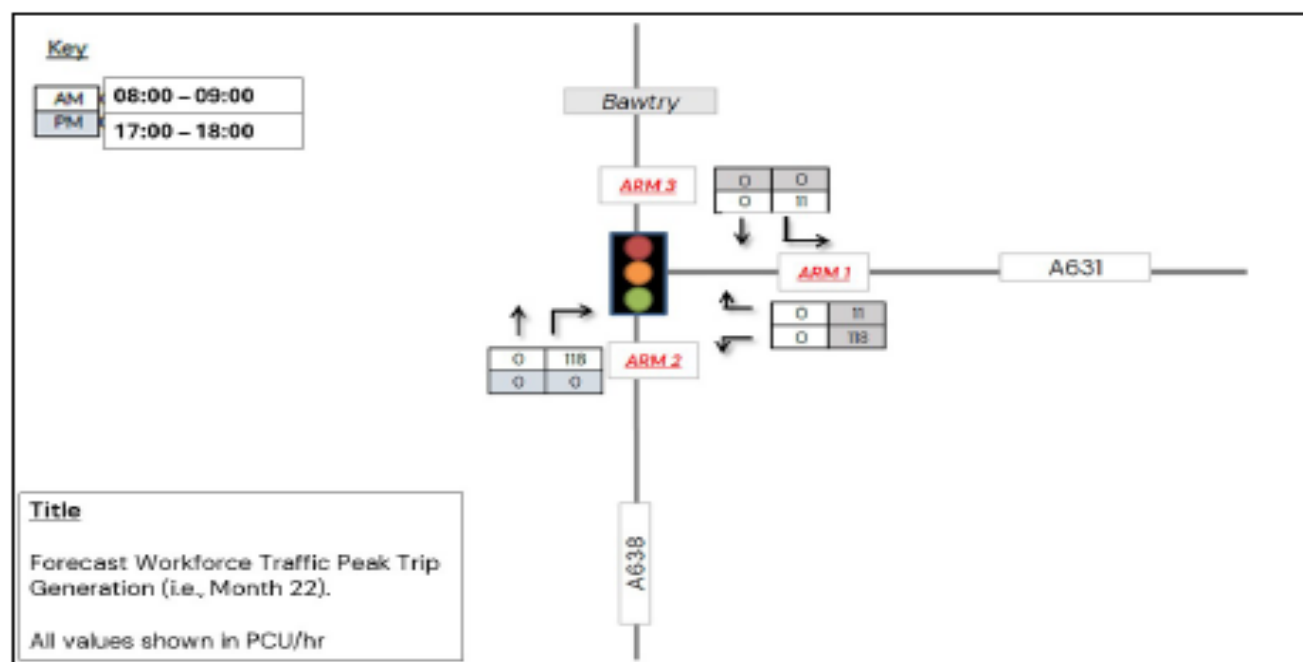 Key
AM 08:00 – 09:00
PM 17:00 – 18:00
Bawtry
ARM 3
0 0
0 11
ARM 1
A631
0 11
0 118
0 118
0 0
ARM 2
A638
Title
Forecast Workforce Traffic Peak Trip
Generation (i.e., Month 22).
All values shown in PCU/hr